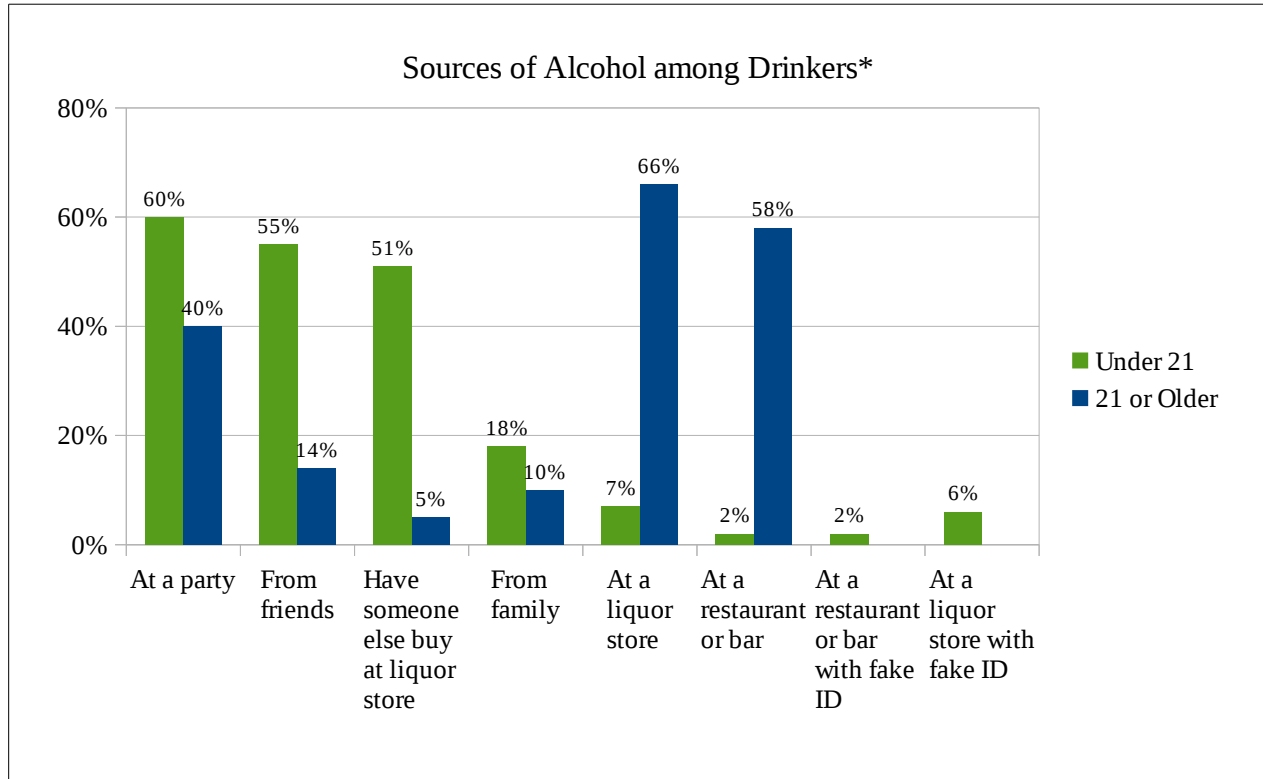 Sources of Alcohol among Drinkers*
80%
60%
40%
20%
0%
60%
40%
55%
14%
51%
5%
18%
10%
7%
66%
2%
58%
2%
6%
At a party
From
friends
Have
someone
else buy
at liquor
store
From
family
At a
liquor
store
At a
restaurant
or bar
At a
restaurant
or bar
with fake
ID
At a
liquor
store with
fake ID
Under 21
21 or Older